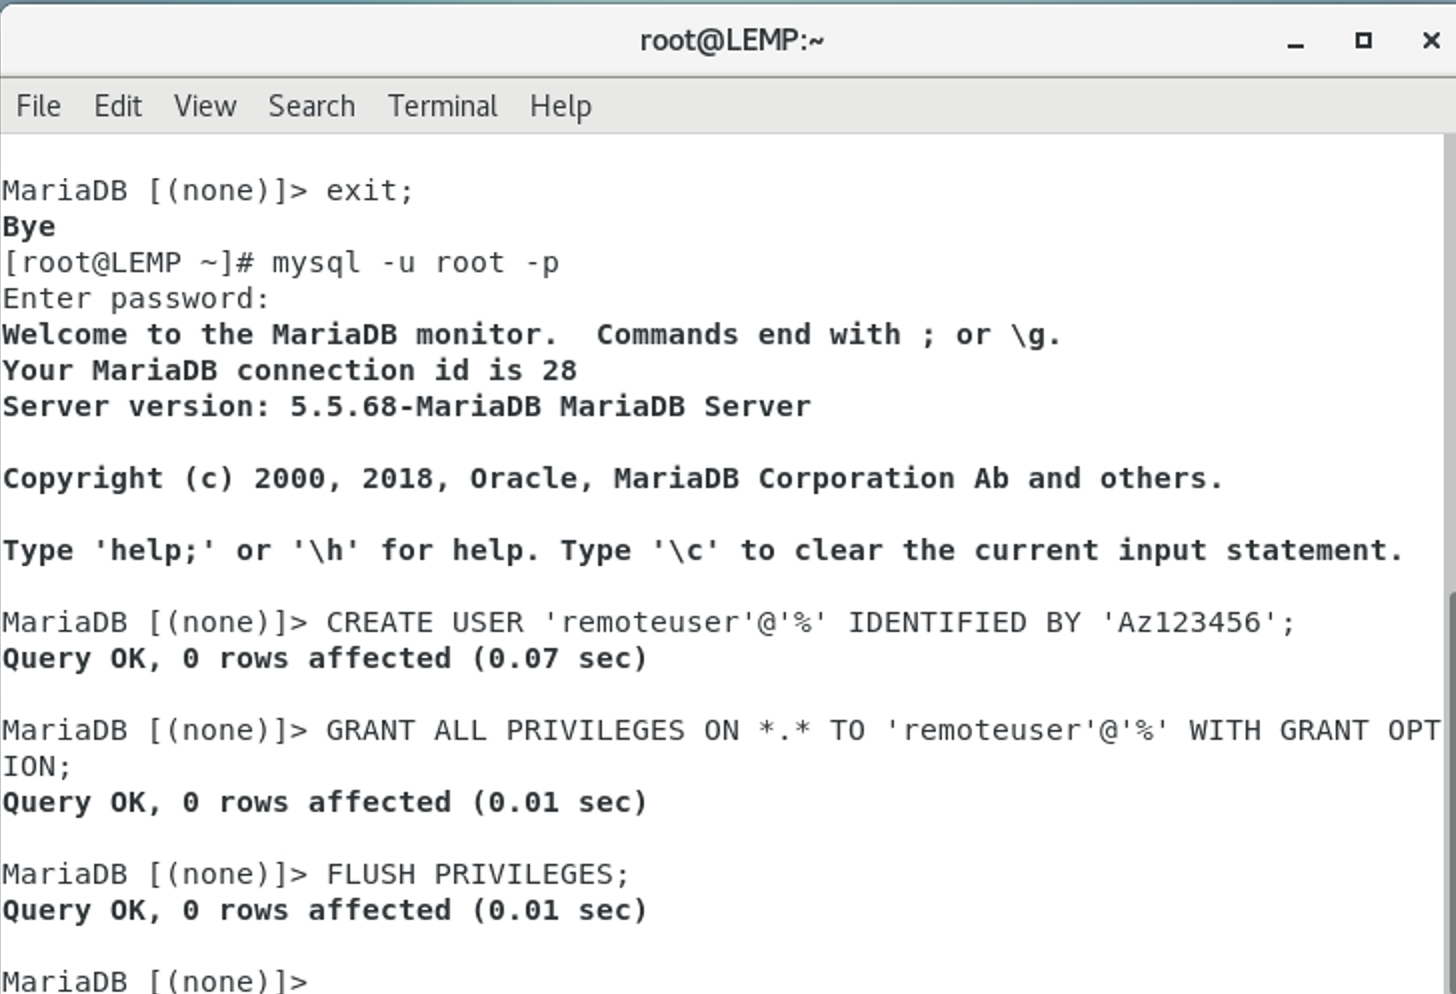 root@LEMP:~
File Edit View Search Terminal Help
MariaDB [(none)]> exit;
Bye
[root@LEMP ~]# mysql -u root -p
Enter password:
Welcome to the MariaDB monitor.  Commands end with ; or \g.
Your MariaDB connection id is 28
Server version: 5.5.68-MariaDB MariaDB Server
Copyright (c) 2000, 2018, Oracle, MariaDB Corporation Ab and others.
Type 'help;' or '\h' for help. Type '\c' to clear the current input statement.
MariaDB [(none)]> CREATE USER 'remoteuser'@'%' IDENTIFIED BY 'Az123456';
Query OK, 0 rows affected (0.07 sec)
MariaDB [(none)]> GRANT ALL PRIVILEGES ON *.* TO 'remoteuser'@'%' WITH GRANT OPT
ION;
Query OK, 0 rows affected (0.01 sec)
MariaDB [(none)]> FLUSH PRIVILEGES;
Query OK, 0 rows affected (0.01 sec)
MariaDB [(none)]>